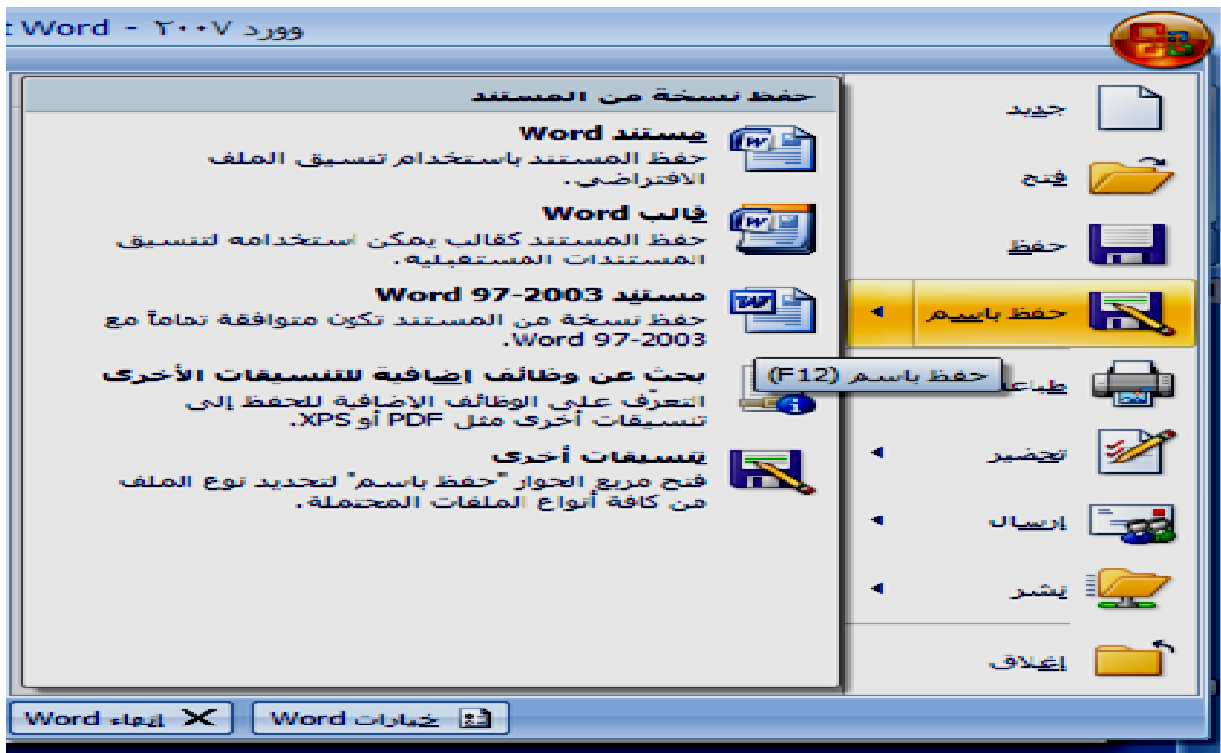 وورد ٢٠٠٧ - t Word
جديد
فتح
حفظ
حفظ باسم
طباعة
تحضير
إرسال
نشر
إغلاق
حفظ نسخة من المستند
مستند Word
حفظ المستند باستخدام تنسيق الملف
الافتراضي.
قالب Word
حفظ المستند كقالب يمكن استخدامه لتنسيق
المستندات المستقبلية.
مستند Word 97-2003
حفظ نسخة من المستند تكون متوافقة تماماً مع
Word 97-2003.
بحث عن وظائف إضافية للتنسيقات الأخرى
التعرّف على الوظائف الإضافية للحفظ إلى
تنسيقات أخرى مثل PDF أو XPS.
تنسيقات أخرى
فتح مربع الحوار "حفظ باسم" لتحديد نوع الملف
من كافة أنواع الملفات المحتملة.
حفظ باسم (F12)
خيارات Word
إنهاء Word